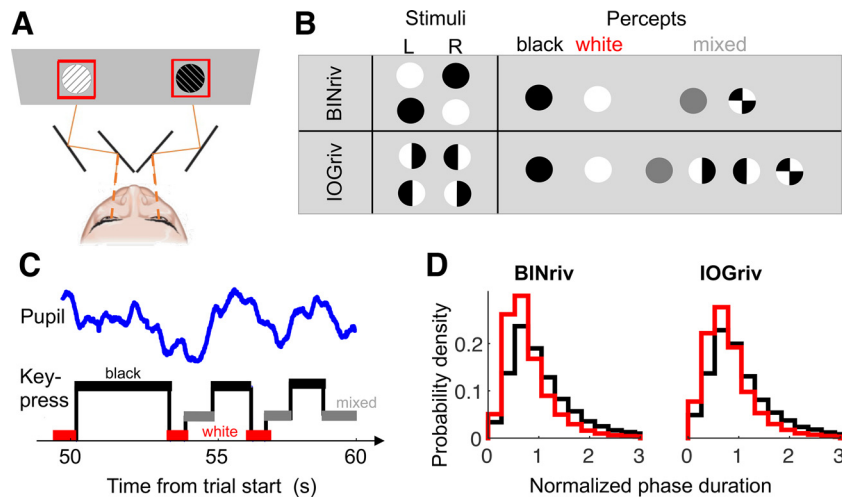 A
B
Stimuli
Percepts
L R
black white mixed
BINriv
IOGriv
C
Pupil
Key-
press
black
white
mixed
50 55 60
Time from trial start (s)
D
BINriv IOGriv
Probability density
0.2
0
0 1 2 3 0 1 2 3
Normalized phase duration